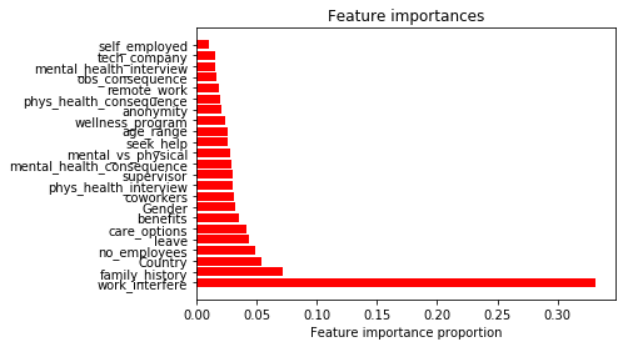 Feature importances
self_employed
tech_company
mental_health_interview
obs_consequence
remote_work
phys_health_consequence
anonymity
wellness_program
age_range
seek_help
mental_vs_physical
mental_health_consequence
supervisor
phys_health_interview
coworkers
Gender
benefits
care_options
leave
no_employees
Country
family_history
work_interfere
0.00 0.05 0.10 0.15 0.20 0.25 0.30
Feature importance proportion